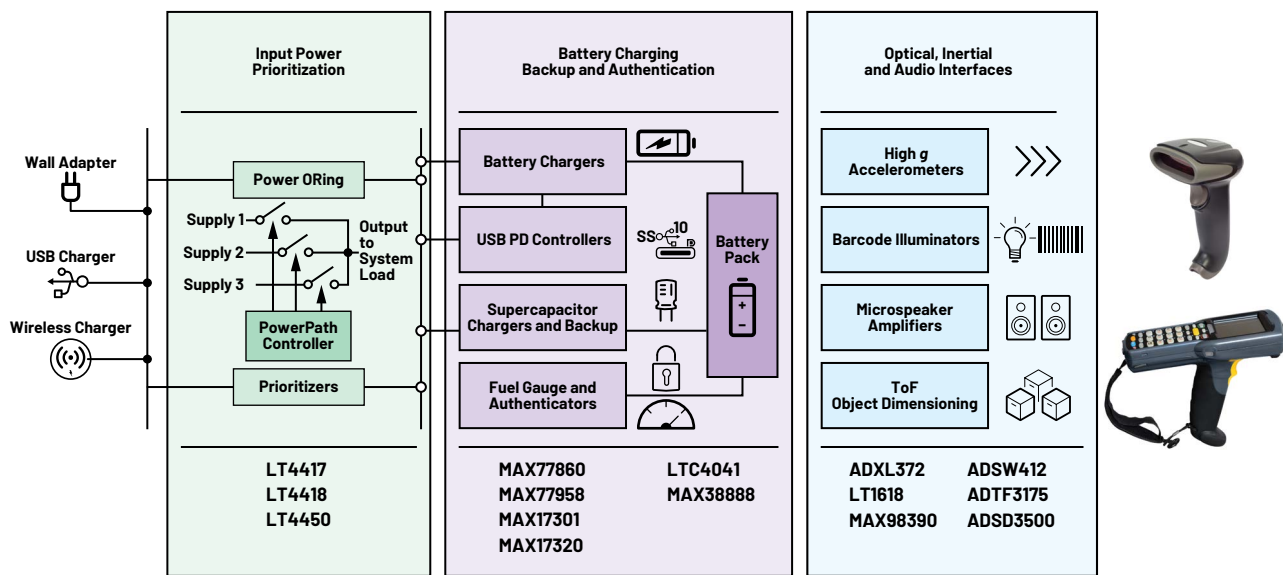 Input Power
Prioritization
Wall Adapter
USB Charger
Wireless Charger
Power ORing
Supply 1
Supply 2
Supply 3
Output
to
System
Load
PowerPath
Controller
Prioritizers
LT4417
LT4418
LT4450
Battery Charging
Backup and Authentication
Battery Chargers
USB PD Controllers
SS 10
Supercapacitor
Chargers and Backup
Fuel Gauge and
Authenticators
Battery
Pack
+
–
MAX77860
MAX77958
MAX17301
MAX17320
LTC4041
MAX38888
Optical, Inertial
and Audio Interfaces
High g
Accelerometers
Barcode Illuminators
Microspeaker
Amplifiers
ToF
Object Dimensioning
ADXL372
LT1618
MAX98390
ADSW412
ADTF3175
ADSD3500